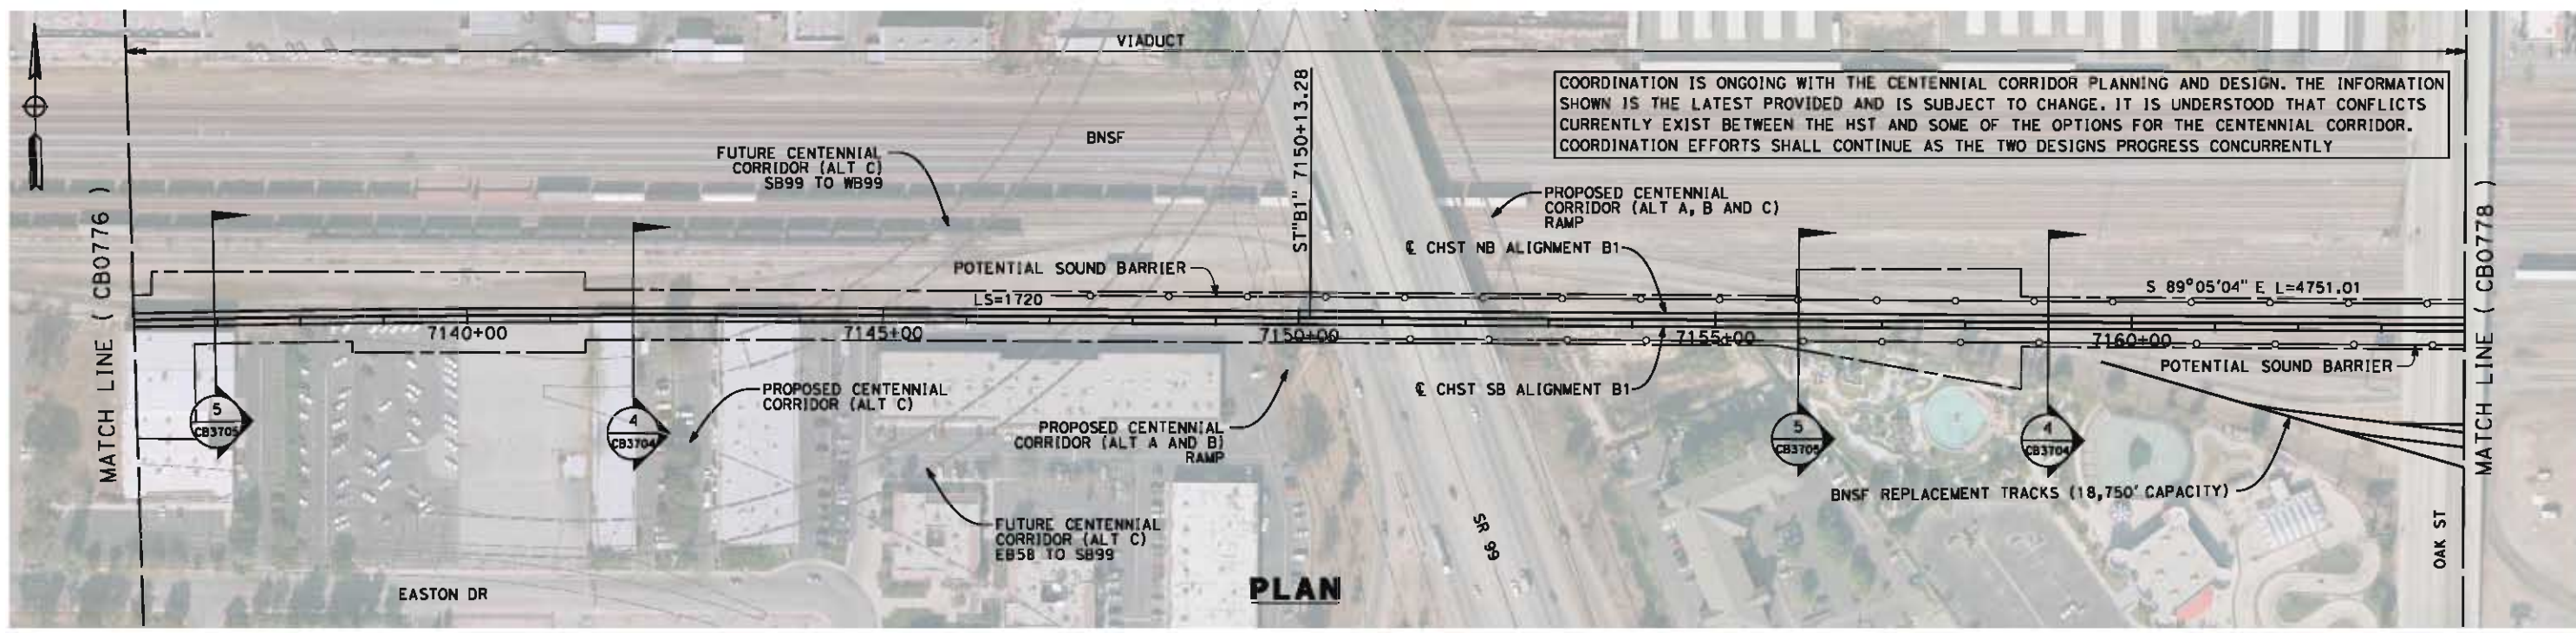 VIADUCT
COORDINATION IS ONGOING WITH THE CENTENNIAL CORRIDOR PLANNING AND DESIGN. THE INFORMATION
SHOWN IS THE LATEST PROVIDED AND IS SUBJECT TO CHANGE. IT IS UNDERSTOOD THAT CONFLICTS
CURRENTLY EXIST BETWEEN THE HST AND SOME OF THE OPTIONS FOR THE CENTENNIAL CORRIDOR.
COORDINATION EFFORTS SHALL CONTINUE AS THE TWO DESIGNS PROGRESS CONCURRENTLY
MATCH LINE ( CB0776 )
BNSF
FUTURE CENTENNIAL
CORRIDOR (ALT C)
SB99 TO WB99
ST"B1" 7150+13.28
PROPOSED CENTENNIAL
CORRIDOR (ALT A, B AND C)
RAMP
℄ CHST NB ALIGNMENT B1
POTENTIAL SOUND BARRIER
LS=1720
S 89°05'04" E L=4751.01
MATCH LINE ( CB0778 )
7140+00
7145+00
7150+00
7155+00
7160+00
POTENTIAL SOUND BARRIER
℄ CHST SB ALIGNMENT B1
PROPOSED CENTENNIAL
CORRIDOR (ALT C)
5
CB3705
4
CB3704
PROPOSED CENTENNIAL
CORRIDOR (ALT A AND B)
RAMP
5
CB3705
4
CB3704
BNSF REPLACEMENT TRACKS (18,750' CAPACITY)
FUTURE CENTENNIAL
CORRIDOR (ALT C)
EB58 TO SB99
SR 99
OAK ST
EASTON DR
PLAN